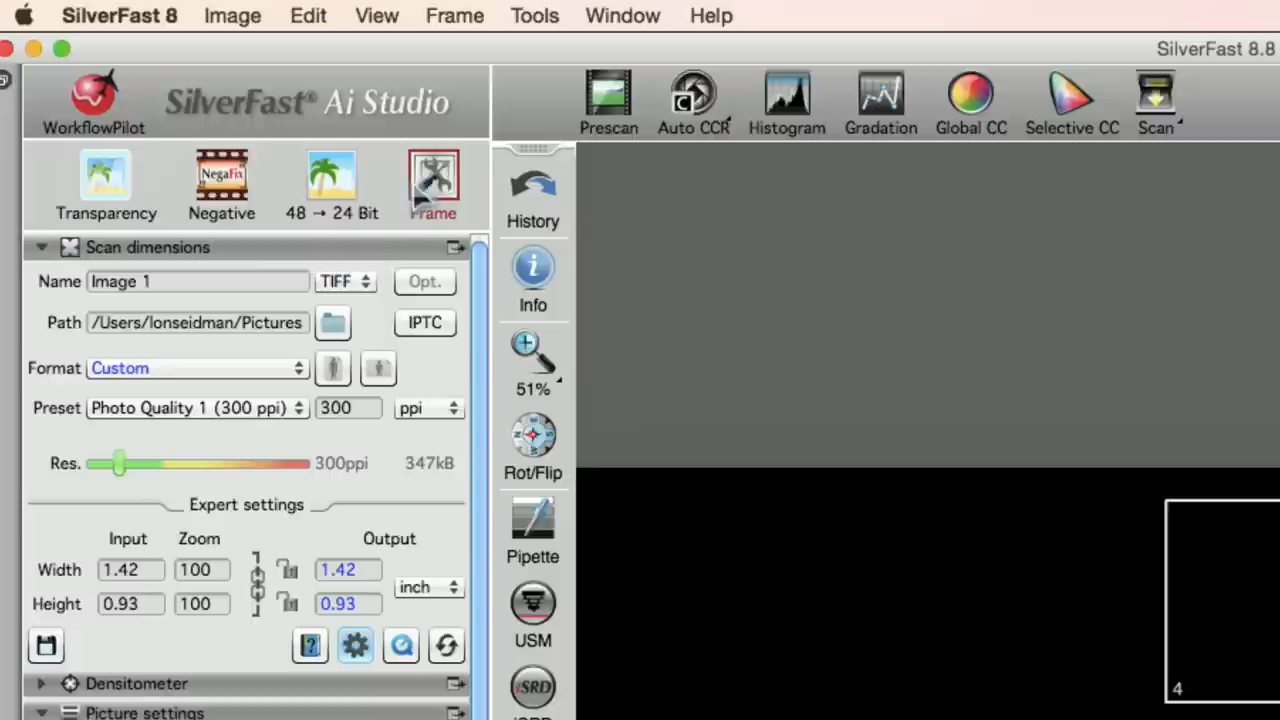 SilverFast 8 Image Edit View Frame Tools Window Help
SilverFast 8.8
WorkflowPilot
SilverFast® Ai Studio
Prescan Auto CCR Histogram Gradation Global CC Selective CC Scan
C
NegaFix
Transparency Negative 48 → 24 Bit Frame
History
Scan dimensions
Name Image 1 TIFF Opt.
Info
Path /Users/lonseidman/Pictures IPTC
Format Custom
51%
Preset Photo Quality 1 (300 ppi) 300 ppi
Res. 300ppi 347kB
Rot/Flip
Expert settings
Input Zoom Output
Pipette
Width 1.42 100 1.42
inch
Height 0.93 100 0.93
USM
Densitometer
iSRD
4
Picture settings
iSRD